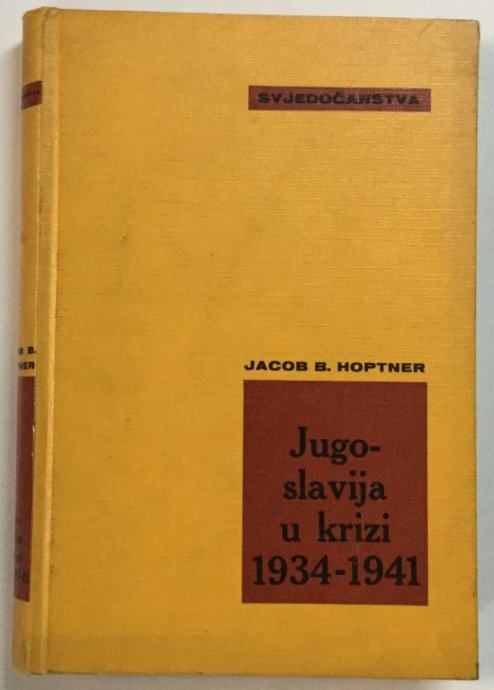 SVJEDOČANSTVA
JACOB B. HOPTNER
Jugo-
slavija
u krizi
1934-1941